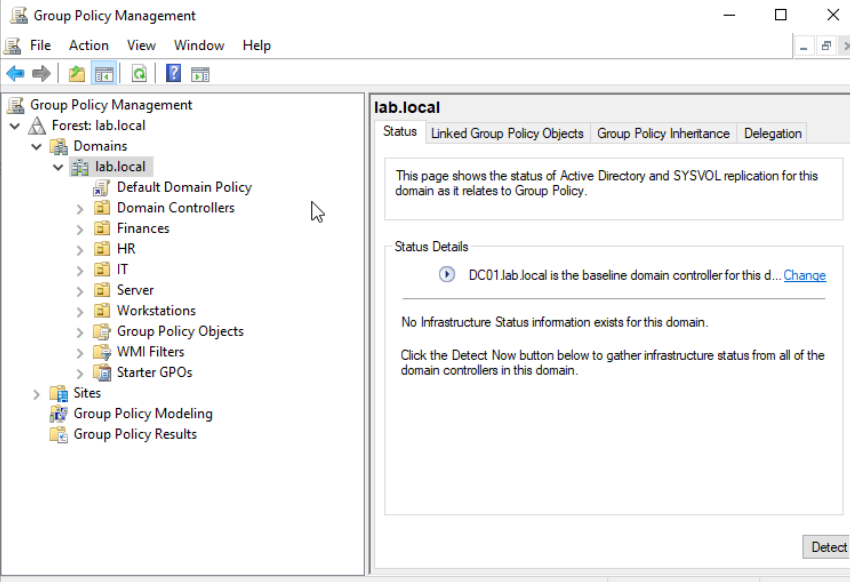 Group Policy Management
File Action View Window Help
Group Policy Management
Forest: lab.local
Domains
lab.local
Default Domain Policy
Domain Controllers
Finances
HR
IT
Server
Workstations
Group Policy Objects
WMI Filters
Starter GPOs
Sites
Group Policy Modeling
Group Policy Results
lab.local
Status Linked Group Policy Objects Group Policy Inheritance Delegation
This page shows the status of Active Directory and SYSVOL replication for this
domain as it relates to Group Policy.
Status Details
DC01.lab.local is the baseline domain controller for this d... Change
No Infrastructure Status information exists for this domain.
Click the Detect Now button below to gather infrastructure status from all of the
domain controllers in this domain.
Detect